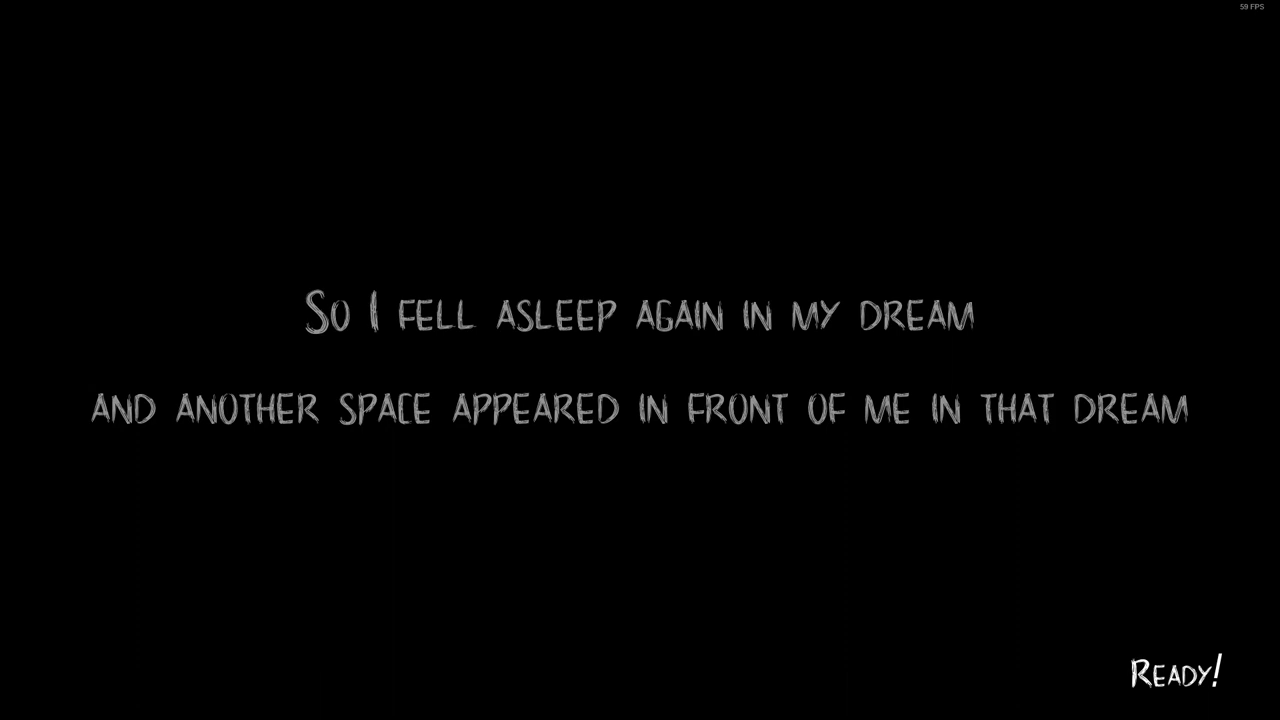 59 FPS
So I fell asleep again in my dream
and another space appeared in front of me in that dream
Ready!